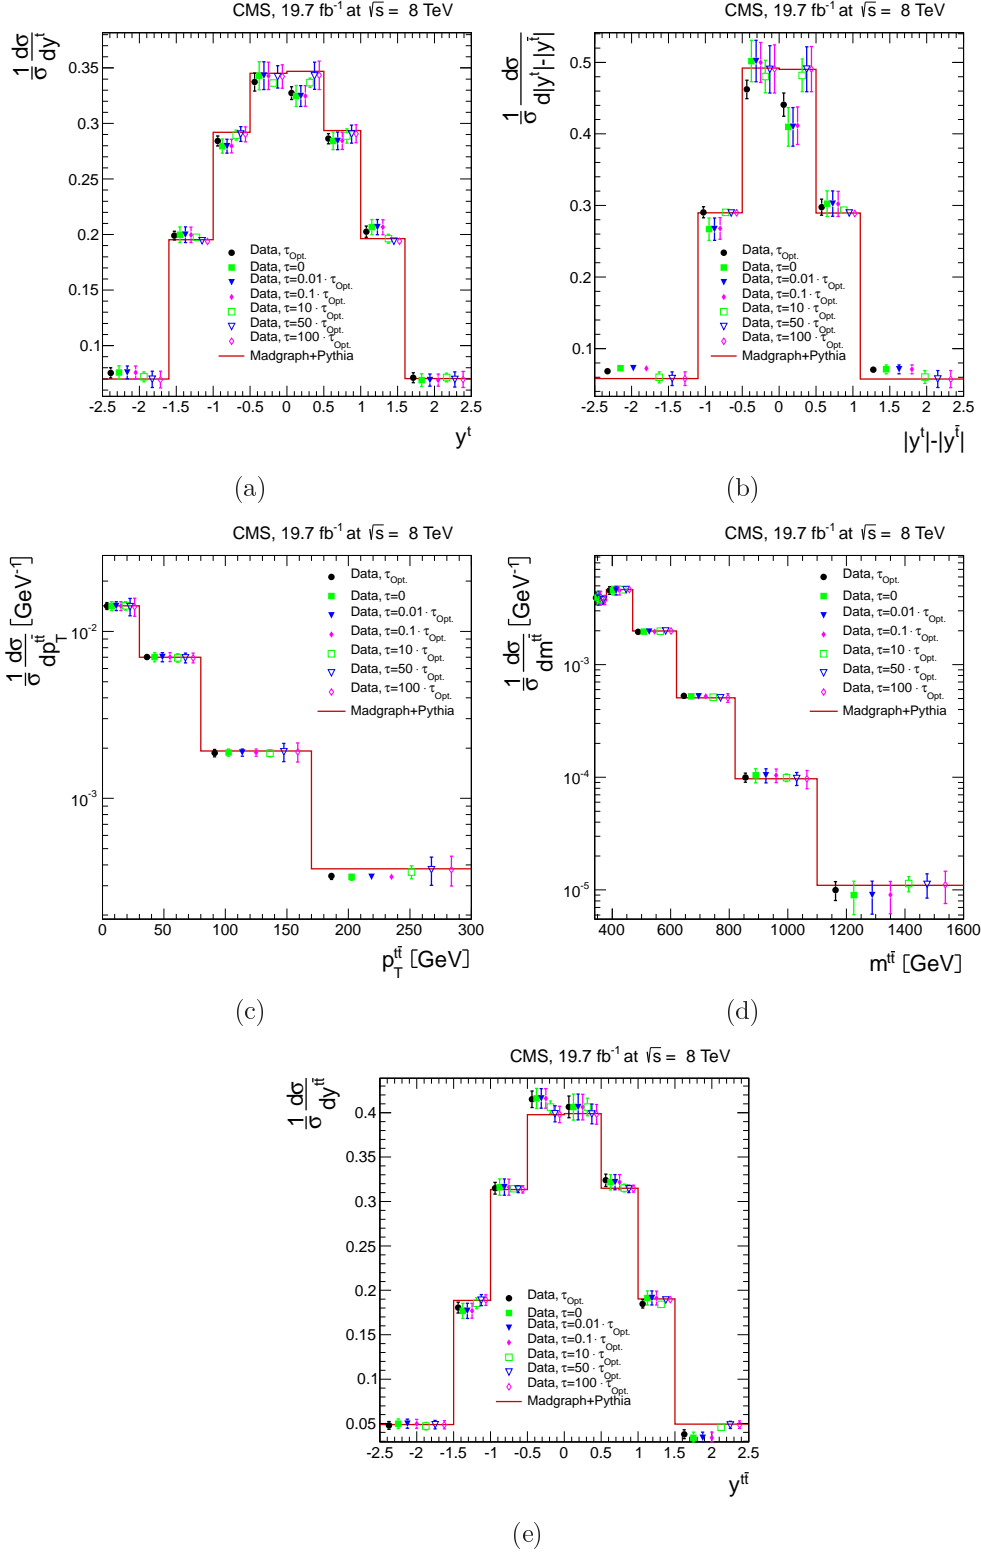 CMS, 19.7 fb-1 at √s = 8 TeV
1/σ dσ/dy^t
0.35
0.3
0.25
0.2
0.15
0.1
Data, τOpt.
Data, τ=0
Data, τ=0.01 · τOpt.
Data, τ=0.1 · τOpt.
Data, τ=10 · τOpt.
Data, τ=50 · τOpt.
Data, τ=100 · τOpt.
Madgraph+Pythia
-2.5 -2 -1.5 -1 -0.5 0 0.5 1 1.5 2 2.5
y^t
(a)
CMS, 19.7 fb-1 at √s = 8 TeV
1/σ dσ/d|y^t|-|y^t̄|
0.5
0.4
0.3
0.2
0.1
Data, τOpt.
Data, τ=0
Data, τ=0.01 · τOpt.
Data, τ=0.1 · τOpt.
Data, τ=10 · τOpt.
Data, τ=50 · τOpt.
Data, τ=100 · τOpt.
Madgraph+Pythia
-2.5 -2 -1.5 -1 -0.5 0 0.5 1 1.5 2 2.5
|y^t|-|y^t̄|
(b)
CMS, 19.7 fb-1 at √s = 8 TeV
1/σ dσ/dp_T^tt̄ [GeV-1]
10-2
10-3
Data, τOpt.
Data, τ=0
Data, τ=0.01 · τOpt.
Data, τ=0.1 · τOpt.
Data, τ=10 · τOpt.
Data, τ=50 · τOpt.
Data, τ=100 · τOpt.
Madgraph+Pythia
0 50 100 150 200 250 300
p_T^tt̄ [GeV]
(c)
CMS, 19.7 fb-1 at √s = 8 TeV
1/σ dσ/dm^tt̄ [GeV-1]
10-3
10-4
10-5
Data, τOpt.
Data, τ=0
Data, τ=0.01 · τOpt.
Data, τ=0.1 · τOpt.
Data, τ=10 · τOpt.
Data, τ=50 · τOpt.
Data, τ=100 · τOpt.
Madgraph+Pythia
400 600 800 1000 1200 1400 1600
m^tt̄ [GeV]
(d)
CMS, 19.7 fb-1 at √s = 8 TeV
1/σ dσ/dy^tt̄
0.4
0.35
0.3
0.25
0.2
0.15
0.1
0.05
Data, τOpt.
Data, τ=0
Data, τ=0.01 · τOpt.
Data, τ=0.1 · τOpt.
Data, τ=10 · τOpt.
Data, τ=50 · τOpt.
Data, τ=100 · τOpt.
Madgraph+Pythia
-2.5 -2 -1.5 -1 -0.5 0 0.5 1 1.5 2 2.5
y^tt̄
(e)